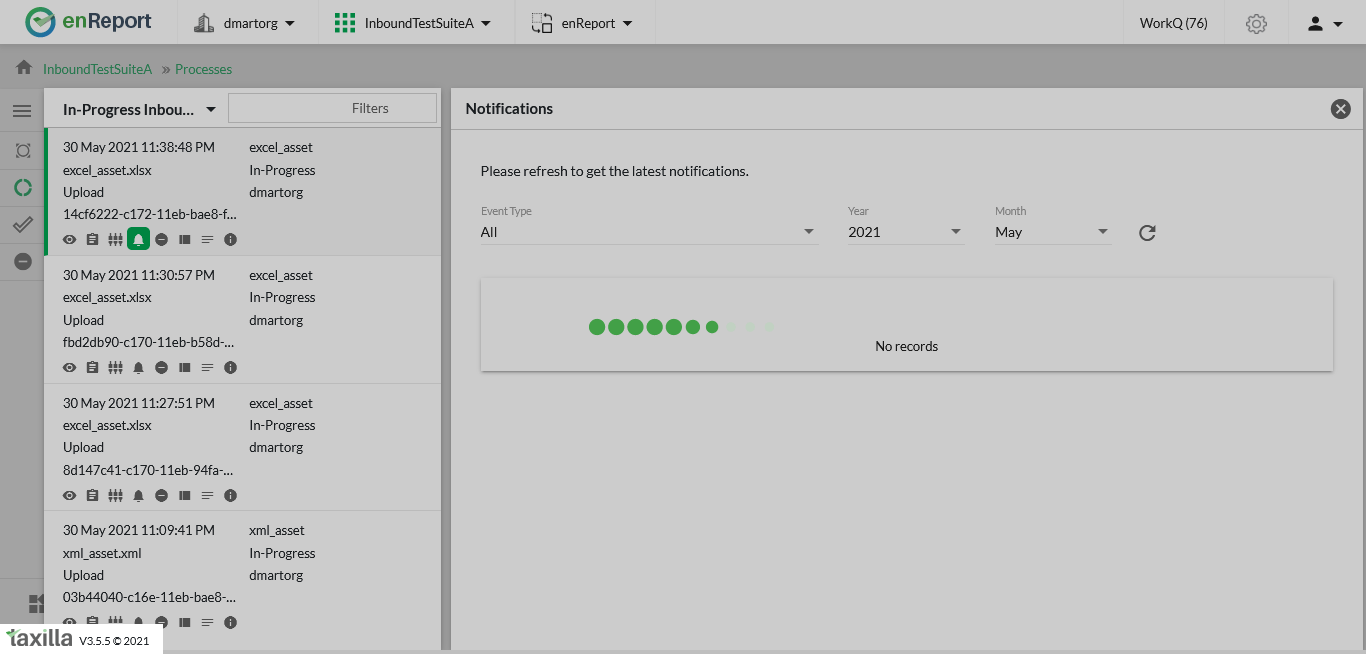 enReport
dmartorg
InboundTestSuiteA
enReport
WorkQ (76)
InboundTestSuiteA » Processes
In-Progress Inbou...
Filters
30 May 2021 11:38:48 PM excel_asset
excel_asset.xlsx In-Progress
Upload dmartorg
14cf6222-c172-11eb-bae8-f...
30 May 2021 11:30:57 PM excel_asset
excel_asset.xlsx In-Progress
Upload dmartorg
fbd2db90-c170-11eb-b58d-...
30 May 2021 11:27:51 PM excel_asset
excel_asset.xlsx In-Progress
Upload dmartorg
8d147c41-c170-11eb-94fa-...
30 May 2021 11:09:41 PM xml_asset
xml_asset.xml In-Progress
Upload dmartorg
03b44040-c16e-11eb-bae8-...
Notifications
Please refresh to get the latest notifications.
Event Type Year Month
All 2021 May
No records
taxilla V3.5.5 © 2021